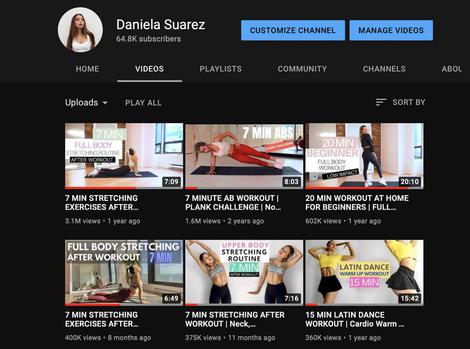 Daniela Suarez
64.8K subscribers
CUSTOMIZE CHANNEL
MANAGE VIDEOS
HOME
VIDEOS
PLAYLISTS
COMMUNITY
CHANNELS
ABOU
Uploads
PLAY ALL
SORT BY
7 MIN
FULL BODY
STRETCHING ROUTINE
AFTER WORKOUT
7:09
7 MIN STRETCHING
EXERCISES AFTER...
3.1M views • 1 year ago
7 MIN ABS
8:03
7 MINUTE AB WORKOUT |
PLANK CHALLENGE | No...
1.6M views • 2 years ago
20 MIN
BEGINNER
FULL BODY
LOW IMPACT
20:10
20 MIN WORKOUT AT HOME
FOR BEGINNERS | FULL...
602K views • 1 year ago
FULL BODY STRETCHING
AFTER WORKOUT 7 MIN
6:49
7 MIN STRETCHING
EXERCISES AFTER...
400K views • 8 months ago
UPPER BODY
STRETCHING
ROUTINE
7 MIN
AFTER WORKOUT
7:16
7 MIN STRETCHING AFTER
WORKOUT | Neck,...
375K views • 11 months ago
LATIN DANCE
WARM UP WORKOUT
15 MIN
15:42
15 MIN LATIN DANCE
WORKOUT | Cardio Warm ...
360K views • 1 year ago